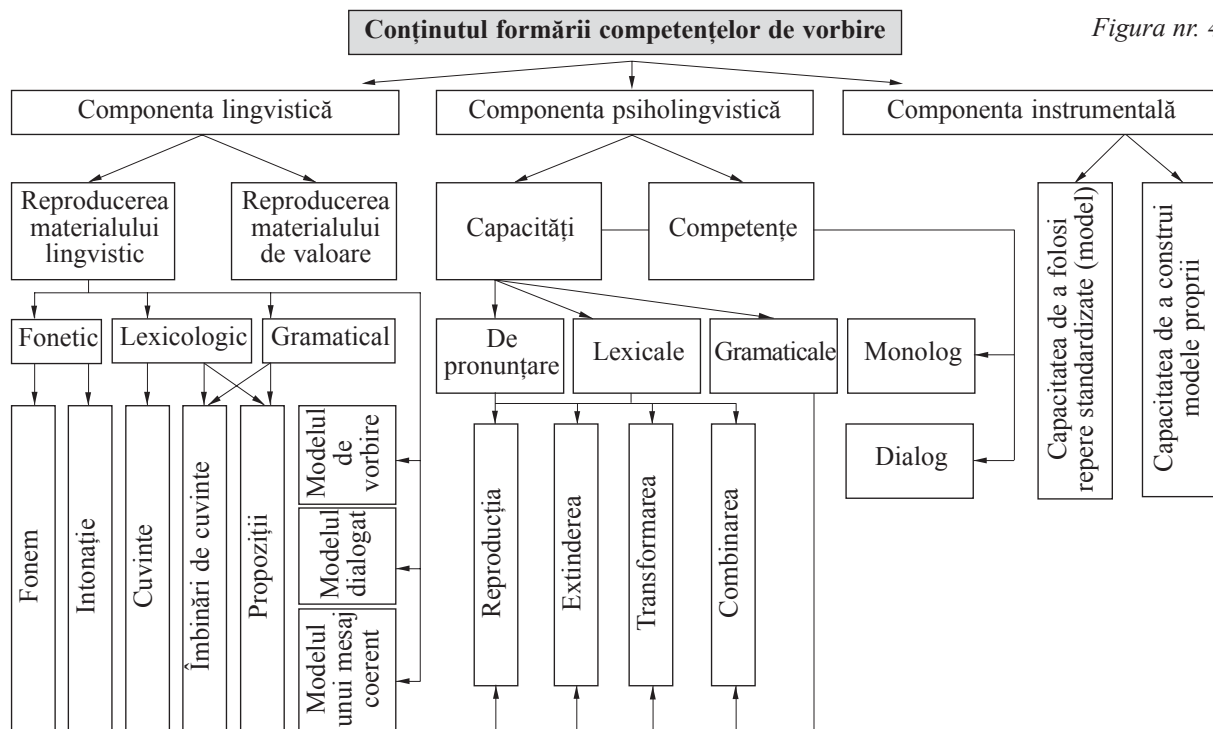 Conținutul formării competențelor de vorbire
Figura nr. 4
Componenta lingvistică
Componenta psiholingvistică
Componenta instrumentală
Reproducerea
materialului
lingvistic
Reproducerea
materialului
de valoare
Capacități
Competențe
Capacitatea de a folosi
repere standardizate (model)
Capacitatea de a construi
modele proprii
Fonetic
Lexicologic
Gramatical
De
pronunțare
Lexicale
Gramaticale
Monolog
Dialog
Fonem
Intonație
Cuvinte
Îmbinări de cuvinte
Propoziții
Modelul
de
vorbire
Modelul
dialogat
Modelul
unui mesaj
coerent
Reproducția
Extinderea
Transformarea
Combinarea